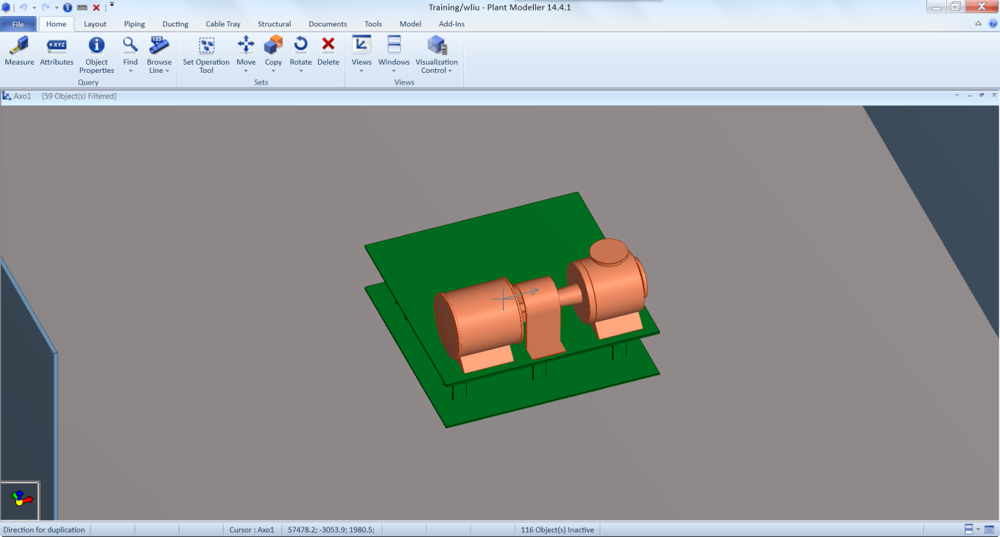 Training/wliu - Plant Modeller 14.4.1
File Home Layout Piping Ducting Cable Tray Structural Documents Tools Model Add-Ins
XYZ 123
Measure Attributes Object Properties Find Browse Line Set Operation Tool Move Copy Rotate Delete Views Windows Visualization Control
Query Sets Views
Axo1 [59 Object(s) Filtered]
Direction for duplication Cursor : Axo1 57478.2; -3053.9; 1980.5; 116 Object(s) Inactive